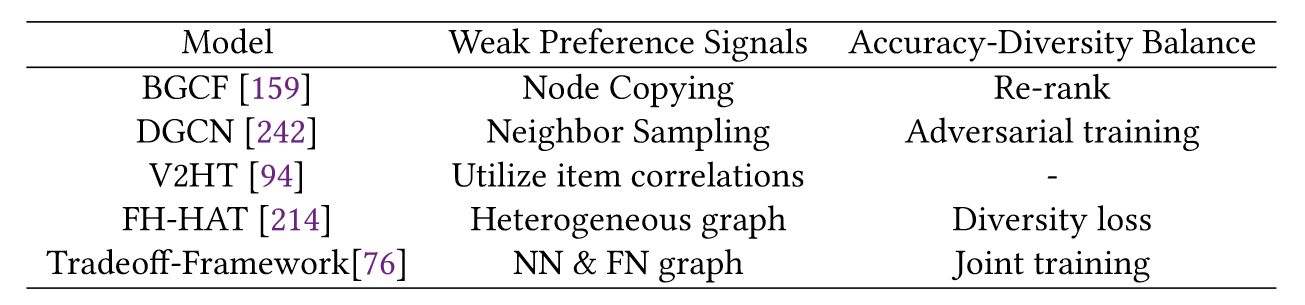 Model Weak Preference Signals Accuracy-Diversity Balance
BGCF [159] Node Copying Re-rank
DGCN [242] Neighbor Sampling Adversarial training
V2HT [94] Utilize item correlations -
FH-HAT [214] Heterogeneous graph Diversity loss
Tradeoff-Framework[76] NN & FN graph Joint training